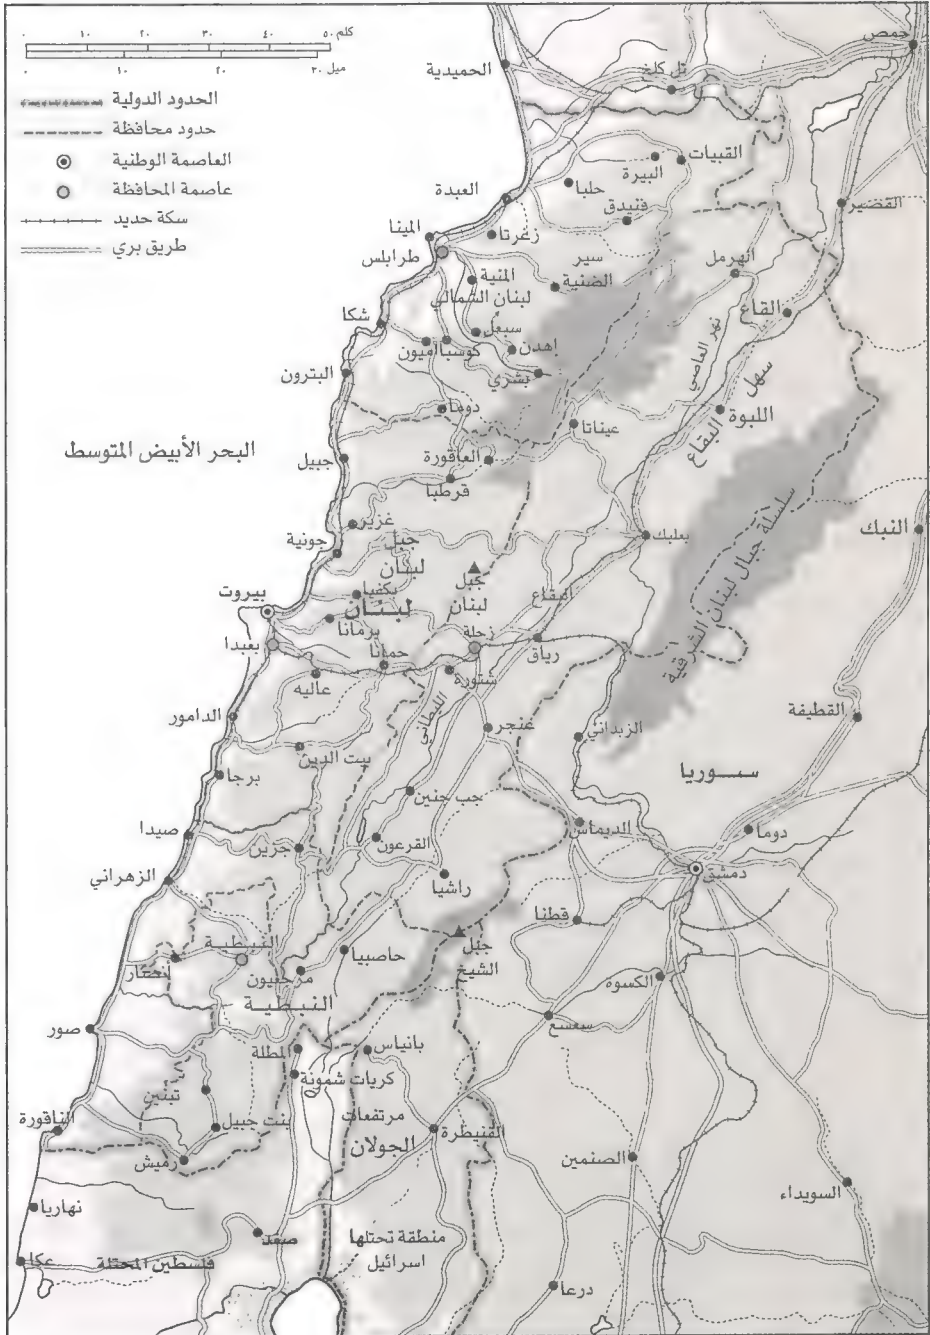 ٠ ١٠ ٢٠ ٣٠ ٤٠ ٥٠ كلم
٠ ١٠ ٢٠ ٣٠ ميل
الحدود الدولية
حدود محافظة
العاصمة الوطنية
عاصمة المحافظة
سكة حديد
طريق بري
حمص
الحميدية
تل كلخ
القبيات
البيرة
حلبا
العبدة
فنيدق
القصير
المينا
زغرتا
طرابلس
سير
الضنية
الهرمل
المنية
لبنان الشمالي
القاع
شكا
سبعل
نهر العاصي
اهدن
كوسبا
اميون
بشري
البترون
سهل
البقاع
دوما
اللبوة
عيناتا
البحر الأبيض المتوسط
العاقورة
جبيل
قرطبا
سلسلة جبال لبنان الشرقية
غزير
النبك
بعلبك
جونية
جبل
لبنان
جبل
لبنان
بكفيا
البقاع
بيروت
لبنان
برمانا
زحلة
رياق
بعبدا
حمانا
شتورة
عاليه
الليطاني
القطيفة
الدامور
عنجر
الزبداني
بيت الدين
سوريا
برجا
جب جنين
صيدا
الديماس
دوما
جزين
القرعون
دمشق
الزهراني
راشيا
قطنا
النبطية
جبل
الشيخ
حاصبيا
انصار
مرجعيون
الكسوه
النبطية
سعسع
صور
المطلة
بانياس
كريات شمونة
تبنين
مرتفعات
الجولان
الناقورة
بنت جبيل
القنيطرة
رميش
الصنمين
السويداء
نهاريا
صفد
منطقة تحتلها
اسرائيل
عكا
فلسطين المحتلة
درعا